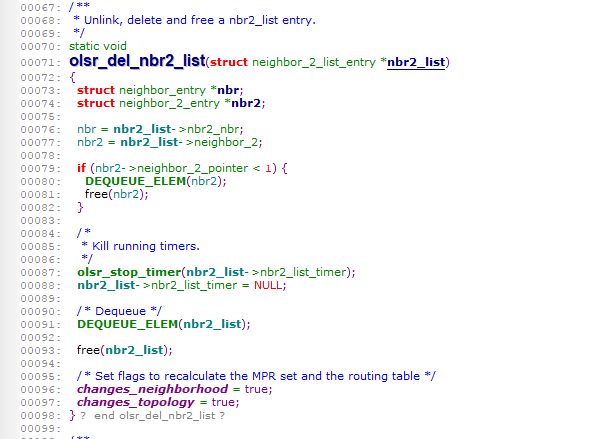 00067: /**
00068:  * Unlink, delete and free a nbr2_list entry.
00069:  */
00070: static void
00071: olsr_del_nbr2_list(struct neighbor_2_list_entry *nbr2_list)
00072: {
00073:   struct neighbor_entry *nbr;
00074:   struct neighbor_2_entry *nbr2;
00075:
00076:   nbr = nbr2_list->nbr2_nbr;
00077:   nbr2 = nbr2_list->neighbor_2;
00078:
00079:   if (nbr2->neighbor_2_pointer < 1) {
00080:     DEQUEUE_ELEM(nbr2);
00081:     free(nbr2);
00082:   }
00083:
00084:   /*
00085:    * Kill running timers.
00086:    */
00087:   olsr_stop_timer(nbr2_list->nbr2_list_timer);
00088:   nbr2_list->nbr2_list_timer = NULL;
00089:
00090:   /* Dequeue */
00091:   DEQUEUE_ELEM(nbr2_list);
00092:
00093:   free(nbr2_list);
00094:
00095:   /* Set flags to recalculate the MPR set and the routing table */
00096:   changes_neighborhood = true;
00097:   changes_topology = true;
00098: } ? end olsr_del_nbr2_list ?
00099:
/**